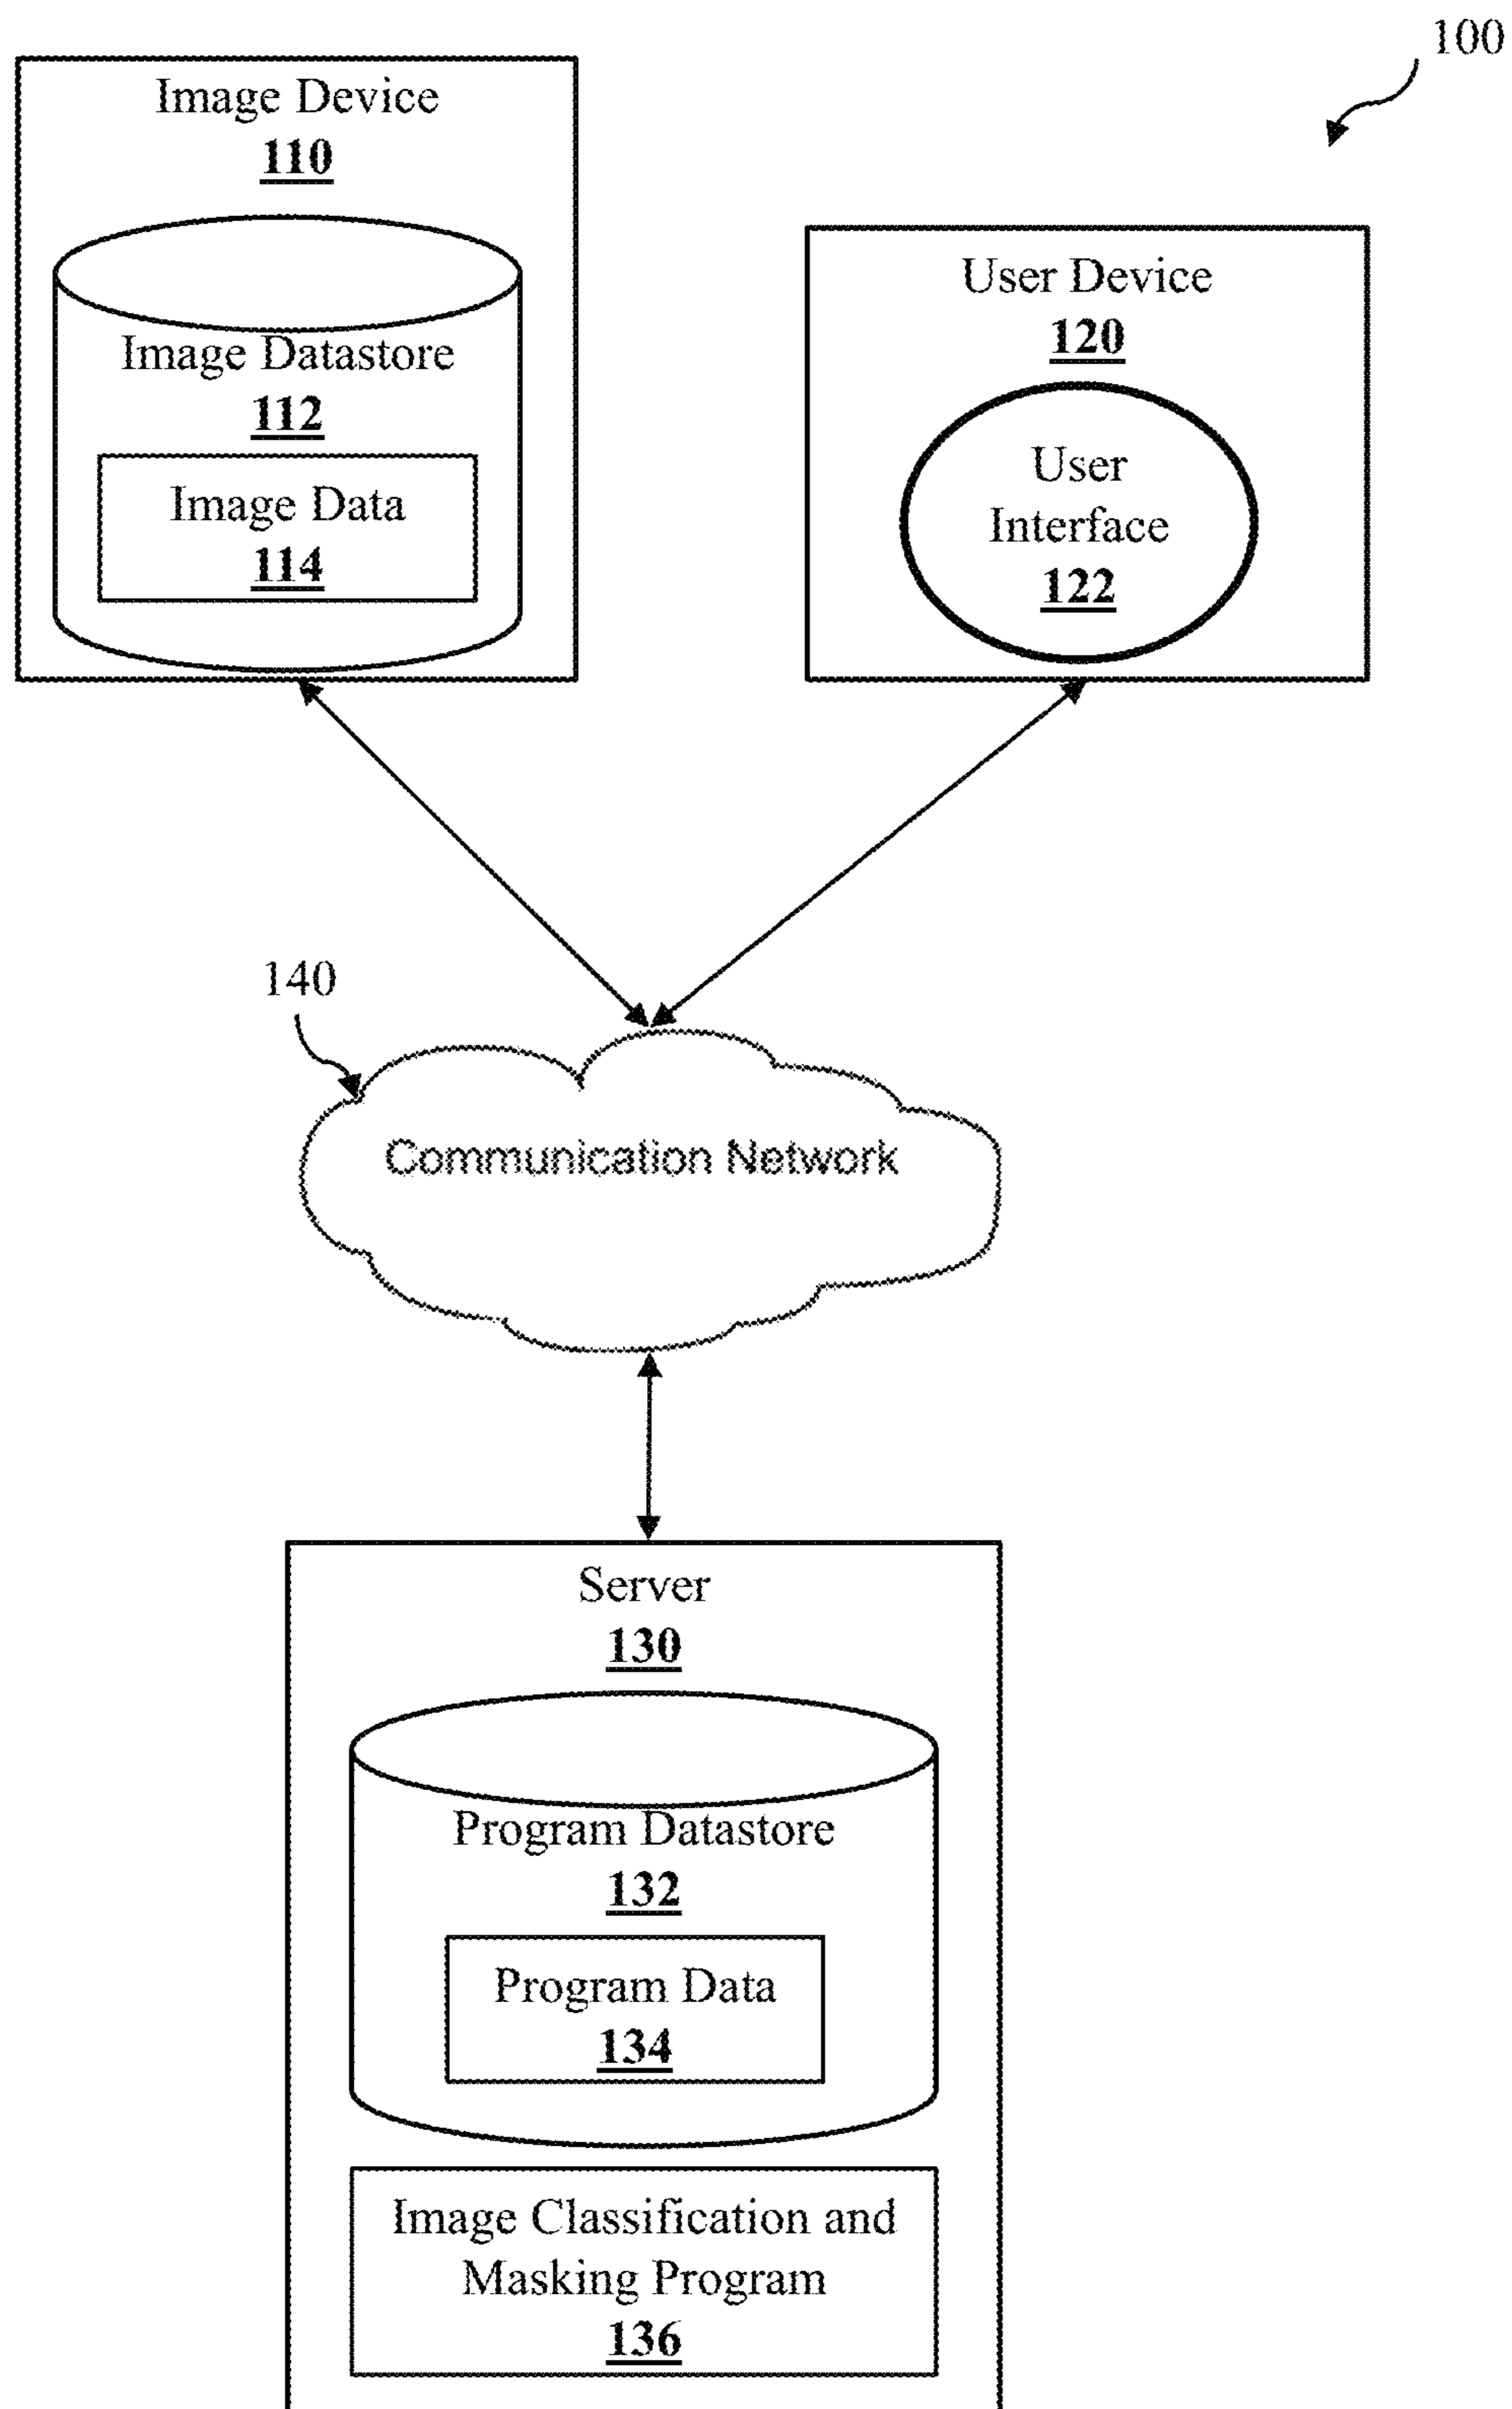 100
Image Device
110
Image Datastore
112
Image Data
114
User Device
120
User
Interface
122
140
Communication Network
Server
130
Program Datastore
132
Program Data
134
Image Classification and
Masking Program
136